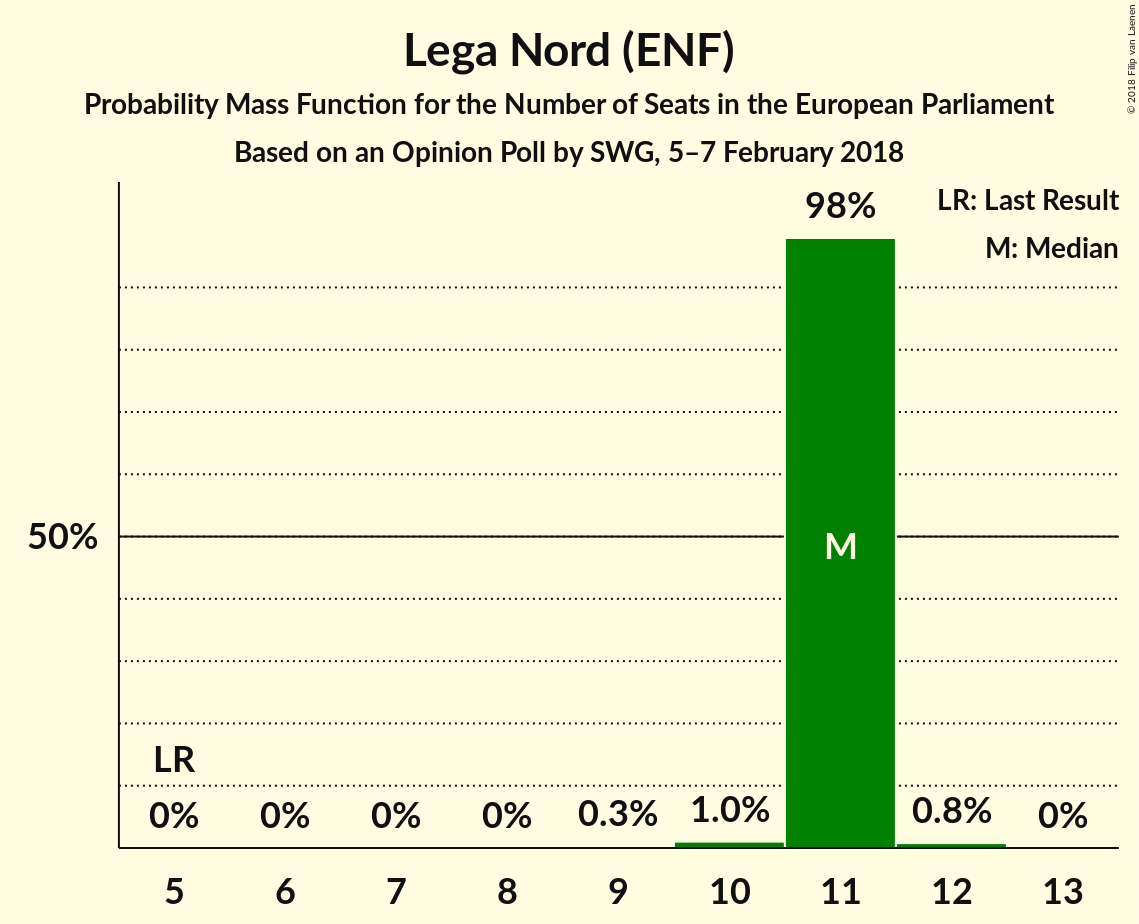 Lega Nord (ENF)
Probability Mass Function for the Number of Seats in the European Parliament
Based on an Opinion Poll by SWG, 5–7 February 2018
© 2018 Filip van Laenen
98%
LR: Last Result
M: Median
50%
M
LR
0%
0%
0%
0%
0.3%
1.0%
0.8%
0%
5
6
7
8
9
10
11
12
13